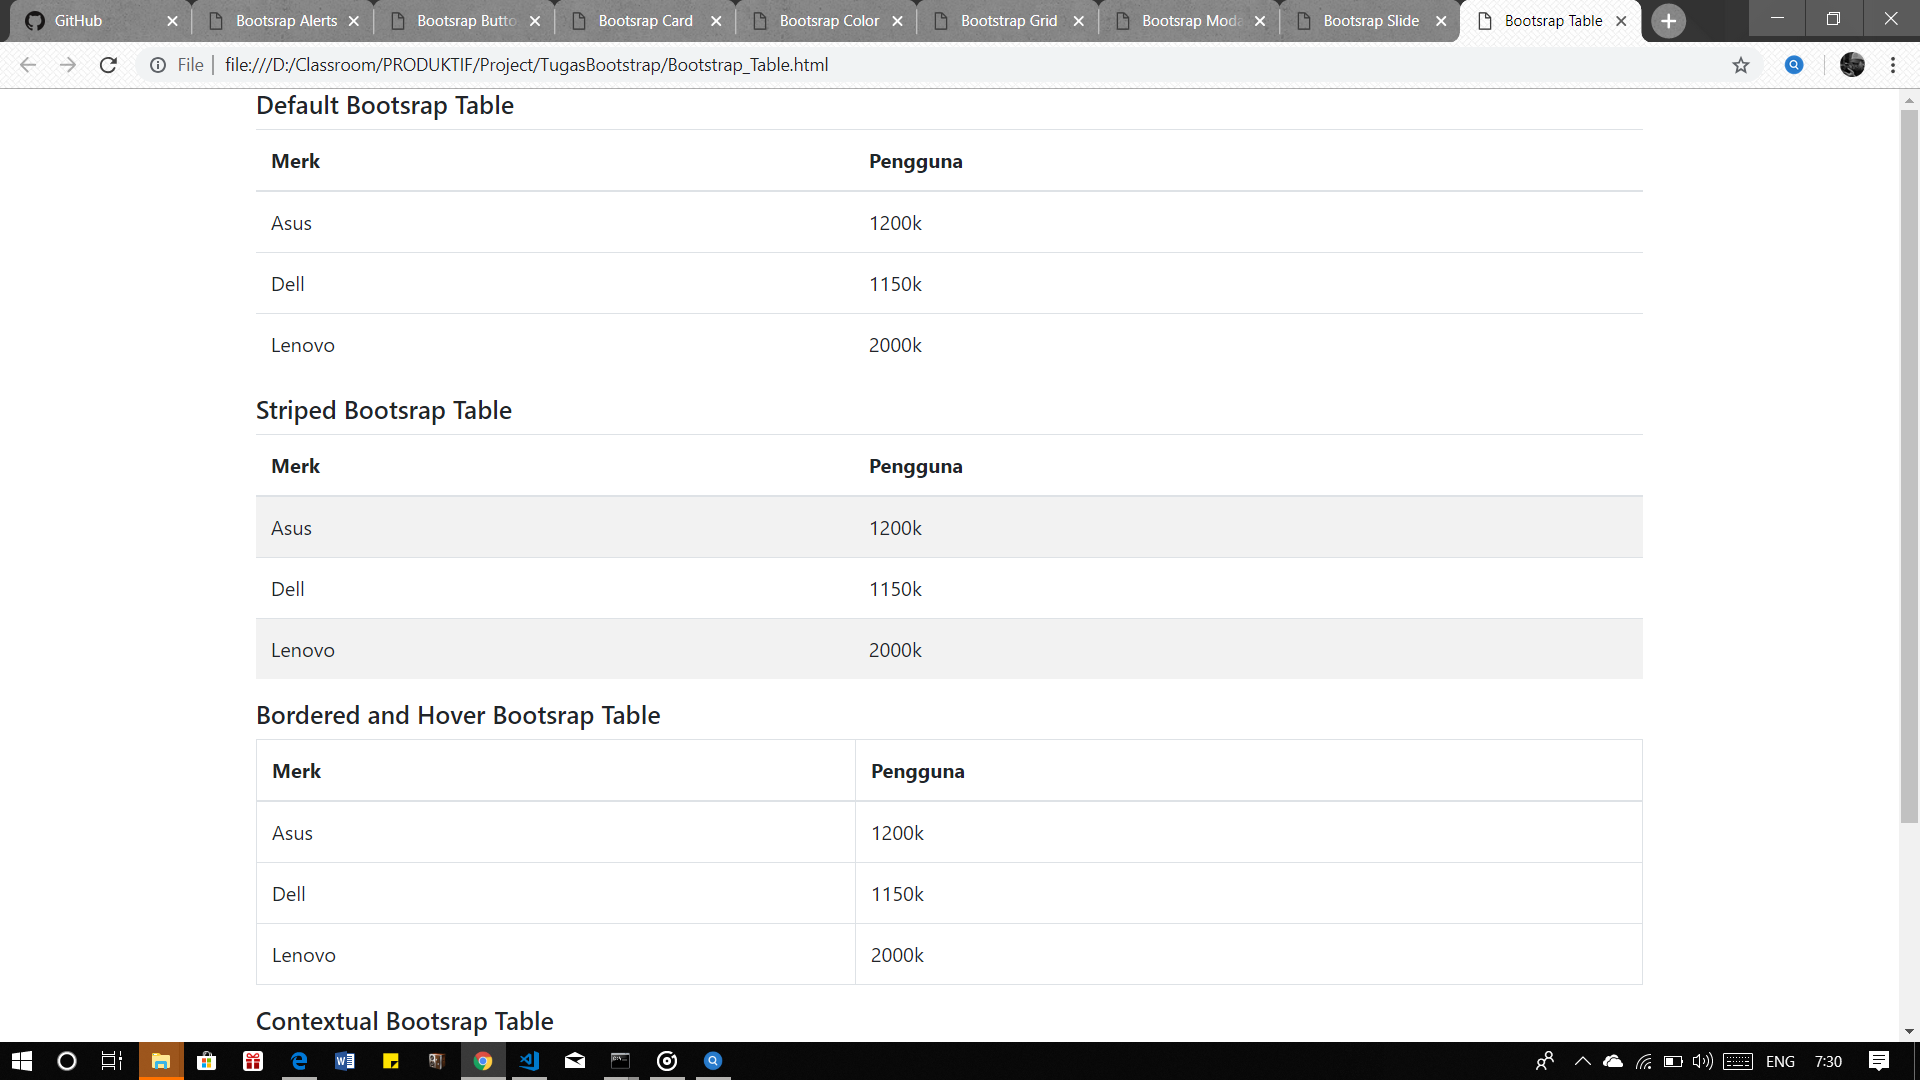 GitHub Bootsrap Alerts Bootsrap Butto Bootsrap Card Bootsrap Color Bootstrap Grid Bootsrap Moda Bootsrap Slide Bootsrap Table
File file:///D:/Classroom/PRODUKTIF/Project/TugasBootstrap/Bootstrap_Table.html
Default Bootsrap Table
Merk Pengguna
Asus 1200k
Dell 1150k
Lenovo 2000k
Striped Bootsrap Table
Merk Pengguna
Asus 1200k
Dell 1150k
Lenovo 2000k
Bordered and Hover Bootsrap Table
Merk Pengguna
Asus 1200k
Dell 1150k
Lenovo 2000k
Contextual Bootsrap Table
ENG 7:30